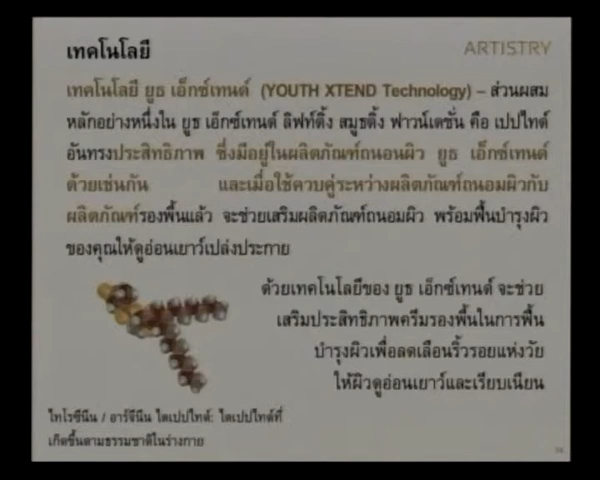 เทคโนโลยี
ARTISTRY
เทคโนโลยี ยูธ เอ็กซ์เทนด์ (YOUTH XTEND Technology) – ส่วนผสม
หลักอย่างหนึ่งใน ยูธ เอ็กซ์เทนด์ ลิฟท์ติ้ง สมูธติ้ง ฟาวน์เดชั่น คือ เปปไทด์
อันทรงประสิทธิภาพ ซึ่งมีอยู่ในผลิตภัณฑ์ถนอนผิว ยูธ เอ็กซ์เทนด์
ด้วยเช่นกัน และเมื่อใช้ควบคู่ระหว่างผลิตภัณฑ์ถนอมผิวกับ
ผลิตภัณฑ์รองพื้นแล้ว จะช่วยเสริมผลิตภัณฑ์ถนอมผิว พร้อมฟื้นบำรุงผิว
ของคุณให้ดูอ่อนเยาว์เปล่งประกาย
ด้วยเทคโนโลยีของ ยูธ เอ็กซ์เทนด์ จะช่วย
เสริมประสิทธิภาพครีมรองพื้นในการฟื้น
บำรุงผิวเพื่อลดเลือนริ้วรอยแห่งวัย
ให้ผิวดูอ่อนเยาว์และเรียบเนียน
ไทโรซีนีน / อาร์จีนีน ไดเปปไทด์: ไดเปปไทด์ที่
เกิดขึ้นตามธรรมชาติในร่างกาย